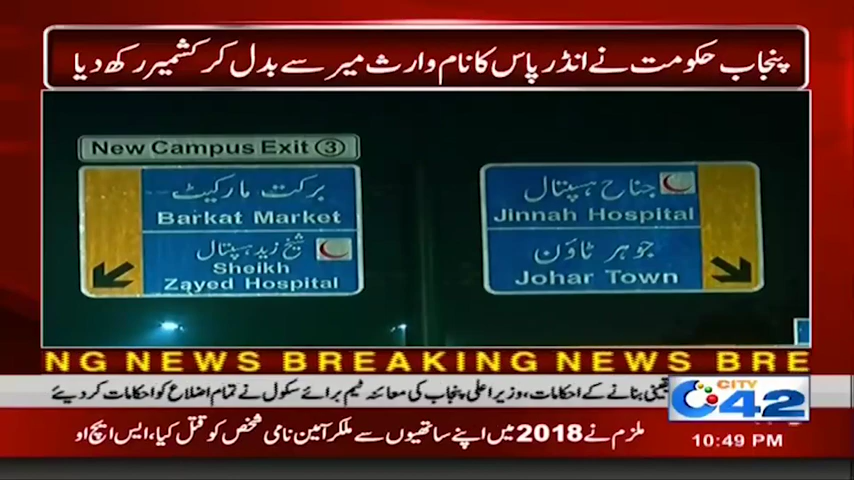 پنجاب حکومت نے انڈر پاس کا نام وارث میر سے بدل کر کشمیر رکھ دیا
New Campus Exit 3
برکت مارکیٹ
Barkat Market
شیخ زید ہسپتال
Sheikh
Zayed Hospital
جناح ہسپتال
Jinnah Hospital
جوہر ٹاؤن
Johar Town
NG NEWS BREAKING NEWS BRE
یقینی بنانے کے احکامات، وزیر اعلی پنجاب کی معائنہ ٹیم برائے سکول نے تمام اضلاع کو احکامات کر دیئے
CITY
42
ملزم نے 2018 میں اپنے ساتھیوں سے ملکر آمین نامی شخص کو قتل کیا، ایس ایچ او
10:49 PM